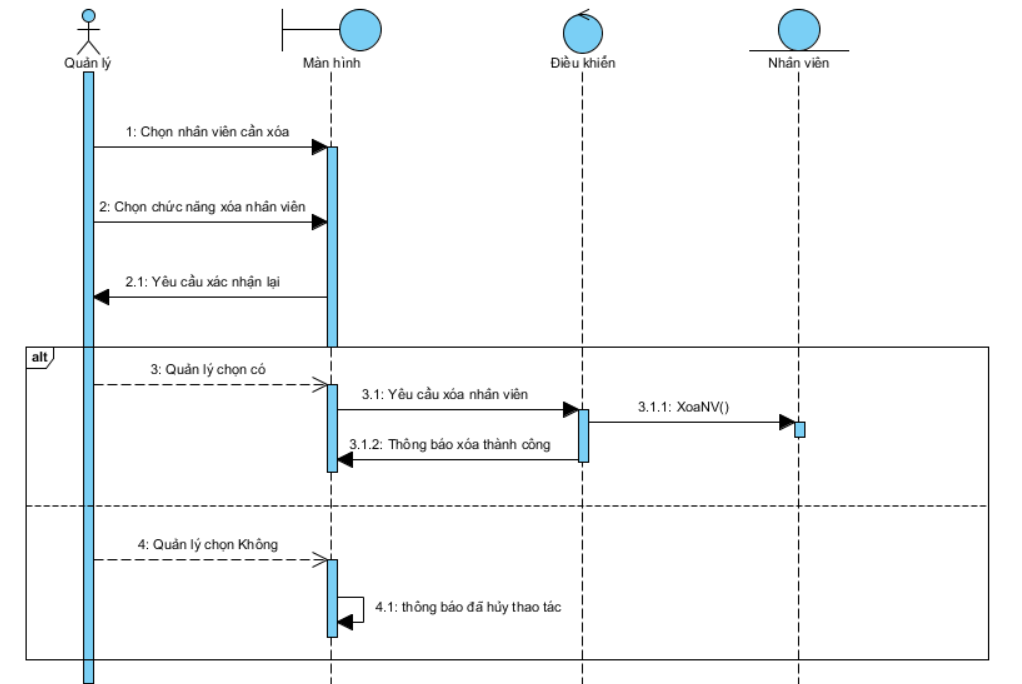 Quản lý
Màn hình
Điều khiển
Nhân viên
1: Chọn nhân viên cần xóa
2: Chọn chức năng xóa nhân viên
2.1: Yêu cầu xác nhận lại
alt
3: Quản lý chọn có
3.1: Yêu cầu xóa nhân viên
3.1.1: XoaNV()
3.1.2: Thông báo xóa thành công
4: Quản lý chọn Không
4.1: thông báo đã hủy thao tác